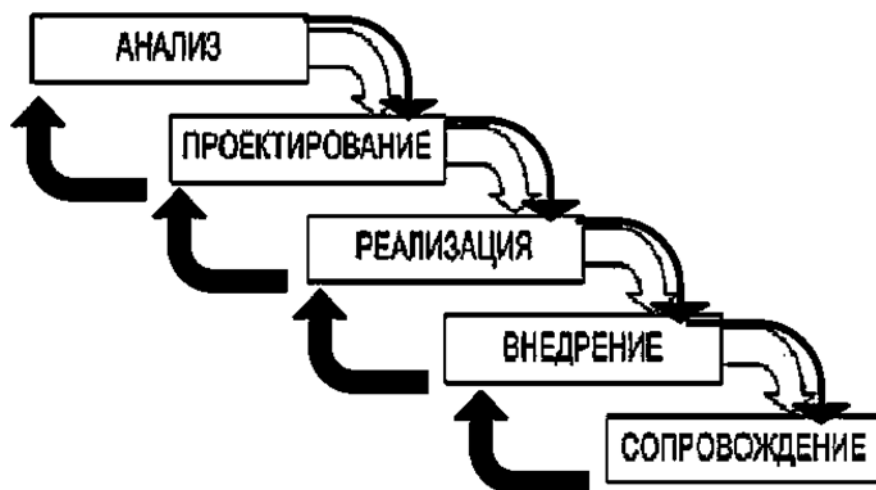 АНАЛИЗ
ПРОЕКТИРОВАНИЕ
РЕАЛИЗАЦИЯ
ВНЕДРЕНИЕ
СОПРОВОЖДЕНИЕ